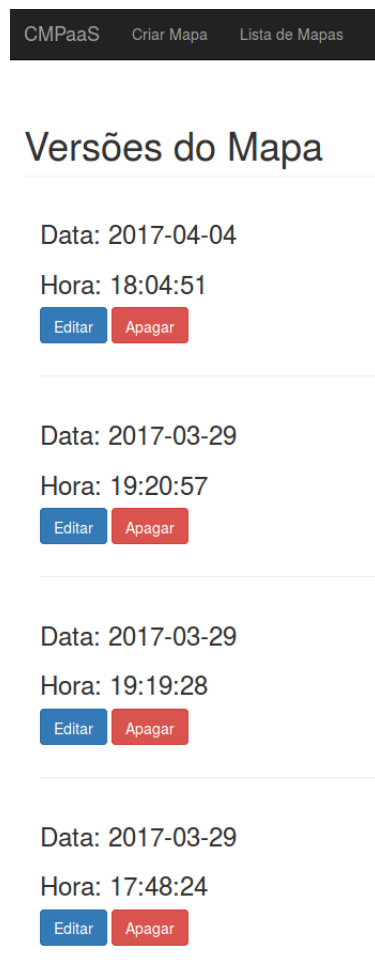 CMPaaS Criar Mapa Lista de Mapas
Versões do Mapa
Data: 2017-04-04
Hora: 18:04:51
Editar Apagar
Data: 2017-03-29
Hora: 19:20:57
Editar Apagar
Data: 2017-03-29
Hora: 19:19:28
Editar Apagar
Data: 2017-03-29
Hora: 17:48:24
Editar Apagar